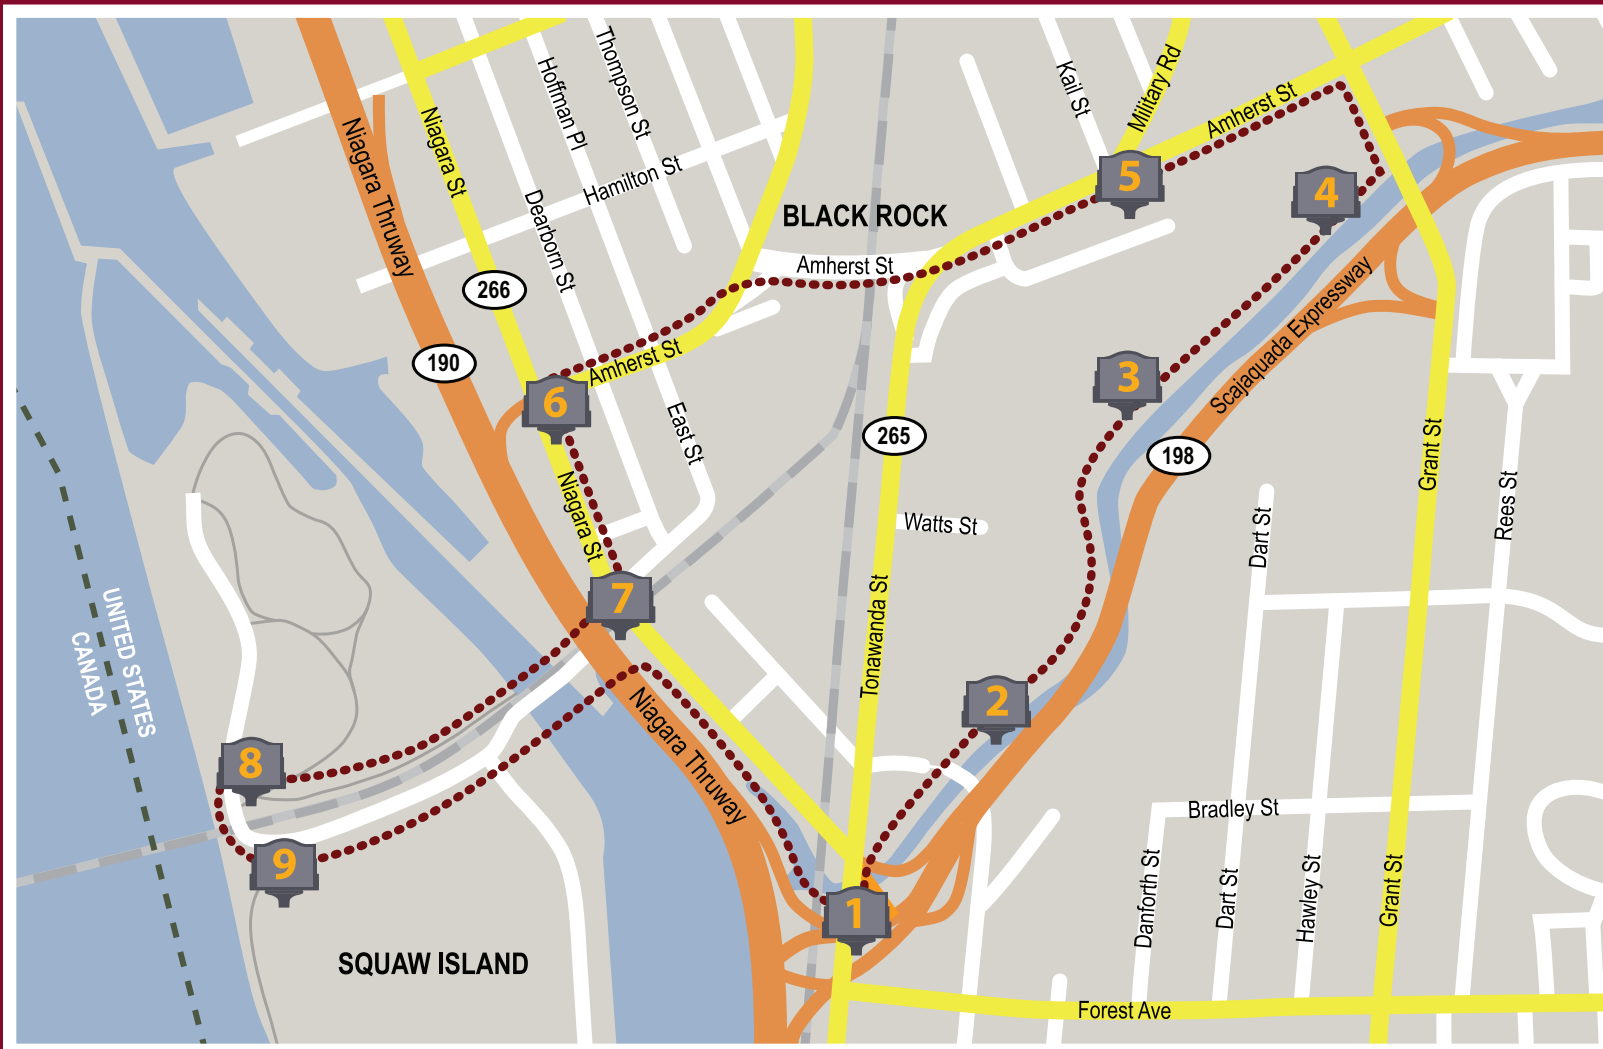 Thompson St
Hoffman Pl
Kail St
Military Rd
Amherst St
Niagara Thruway
Niagara St
Hamilton St
Dearborn St
5
4
BLACK ROCK
Amherst St
266
190
Amherst St
6
3
Scajaquada Expressway
East St
265
198
Grant St
Niagara St
Watts St
Dart St
Rees St
7
Tonawanda St
UNITED STATES
CANADA
2
Niagara Thruway
8
9
1
Bradley St
Danforth St
Dart St
Hawley St
Grant St
SQUAW ISLAND
Forest Ave